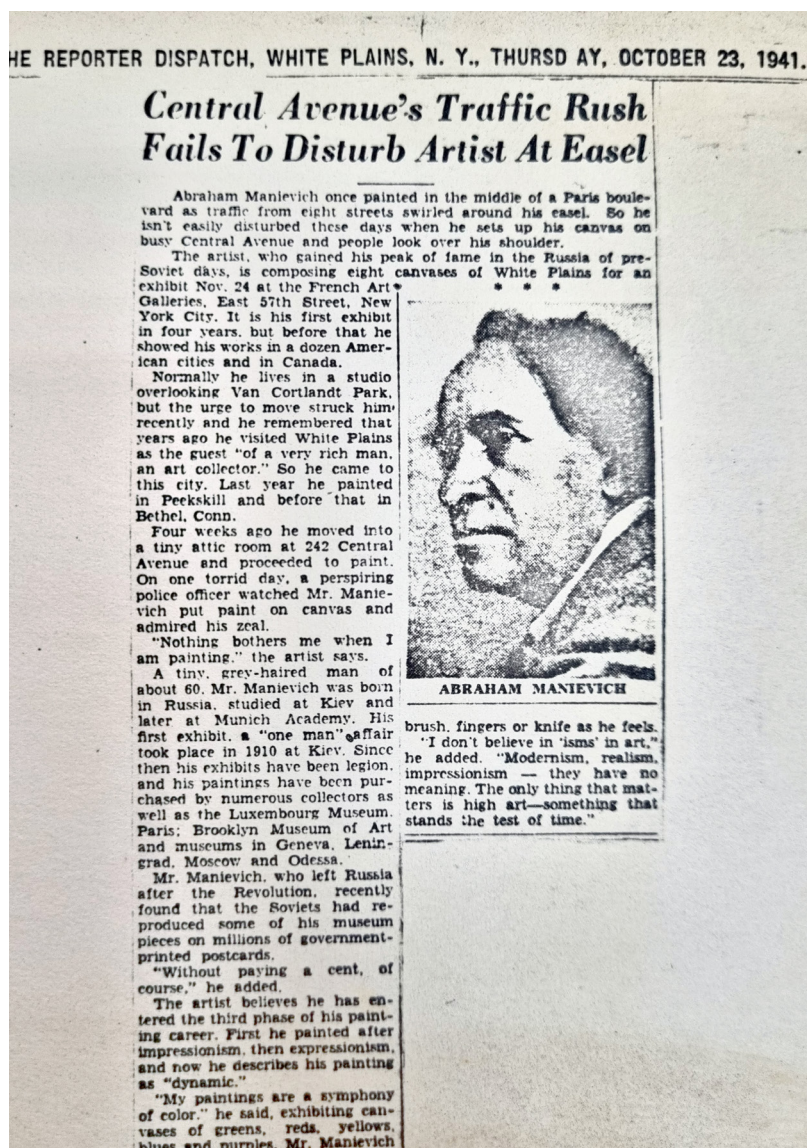 HE REPORTER DISPATCH, WHITE PLAINS, N. Y., THURSD AY, OCTOBER 23, 1941.
Central Avenue's Traffic Rush
Fails To Disturb Artist At Easel
Abraham Manievich once painted in the middle of a Paris boule-
vard as traffic from eight streets swirled around his easel. So he
isn't easily disturbed these days when he sets up his canvas on
busy Central Avenue and people look over his shoulder.
The artist, who gained his peak of fame in the Russia of pre-
Soviet days, is composing eight canvases of White Plains for an
exhibit Nov. 24 at the French Art
Galleries, East 57th Street, New
York City. It is his first exhibit
in four years, but before that he
showed his works in a dozen Amer-
ican cities and in Canada.
Normally he lives in a studio
overlooking Van Cortlandt Park,
but the urge to move struck him
recently and he remembered that
years ago he visited White Plains
as the guest "of a very rich man,
an art collector." So he came to
this city. Last year he painted
in Peekskill and before that in
Bethel, Conn.
Four weeks ago he moved into
a tiny attic room at 242 Central
Avenue and proceeded to paint.
On one torrid day, a perspiring
police officer watched Mr. Manie-
vich put paint on canvas and
admired his zeal.
"Nothing bothers me when I
am painting." the artist says.
A tiny, grey-haired man of
about 60, Mr. Manievich was born
in Russia, studied at Kiev and
later at Munich Academy. His
first exhibit, a "one man" affair
took place in 1910 at Kiev. Since
then his exhibits have been legion,
and his paintings have been pur-
chased by numerous collectors as
well as the Luxembourg Museum,
Paris; Brooklyn Museum of Art
and museums in Geneva, Lenin-
grad, Moscow and Odessa.
Mr. Manievich, who left Russia
after the Revolution, recently
found that the Soviets had re-
produced some of his museum
pieces on millions of government-
printed postcards.
"Without paying a cent, of
course," he added.
The artist believes he has en-
tered the third phase of his paint-
ing career. First he painted after
impressionism, then expressionism,
and now he describes his painting
as "dynamic."
"My paintings are a symphony
of color." he said, exhibiting can-
vases of greens, reds, yellows,
blues and purples. Mr. Manievich
* * *
ABRAHAM MANIEVICH
brush, fingers or knife as he feels.
"I don't believe in 'isms' in art,"
he added. "Modernism, realism,
impressionism — they have no
meaning. The only thing that mat-
ters is high art—something that
stands the test of time."